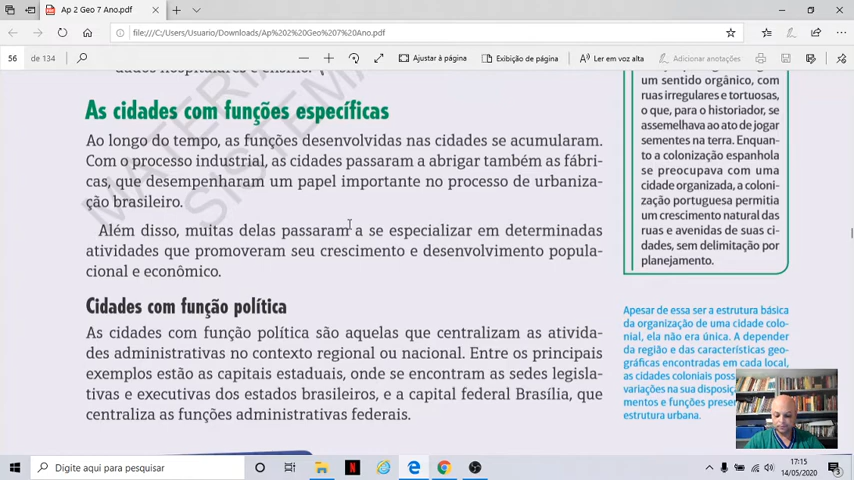 Ap 2 Geo 7 Ano.pdf
file:///C:/Users/Usuario/Downloads/Ap%202%20Geo%207%20Ano.pdf
56 de 134
Ajustar à página
Exibição de página
Ler em voz alta
Adicionar anotações
dados hospitalares e ensino.
As cidades com funções específicas
Ao longo do tempo, as funções desenvolvidas nas cidades se acumularam.
Com o processo industrial, as cidades passaram a abrigar também as fábri-
cas, que desempenharam um papel importante no processo de urbaniza-
ção brasileiro.
Além disso, muitas delas passaram a se especializar em determinadas
atividades que promoveram seu crescimento e desenvolvimento popula-
cional e econômico.
Cidades com função política
As cidades com função política são aquelas que centralizam as ativida-
des administrativas no contexto regional ou nacional. Entre os principais
exemplos estão as capitais estaduais, onde se encontram as sedes legisla-
tivas e executivas dos estados brasileiros, e a capital federal Brasília, que
centraliza as funções administrativas federais.
um sentido orgânico, com
ruas irregulares e tortuosas,
o que, para o historiador, se
assemelhava ao ato de jogar
sementes na terra. Enquan-
to a colonização espanhola
se preocupava com uma
cidade organizada, a coloni-
zação portuguesa permitia
um crescimento natural das
ruas e avenidas de suas ci-
dades, sem delimitação por
planejamento.
Apesar de essa ser a estrutura básica
da organização de uma cidade colo-
nial, ela não era única. A depender
da região e das características geo-
gráficas encontradas em cada local,
as cidades coloniais poss
variações na sua disposiç
mentos e funções prese
estrutura urbana.
MATERI
SISTEMA
Digite aqui para pesquisar
17:15
14/05/2020
3